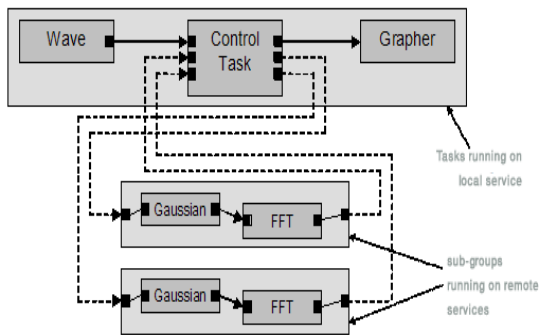 Wave
Control
Task
Grapher
Tasks running on
local service
Gaussian
FFT
sub-groups
running on remote
services
Gaussian
FFT